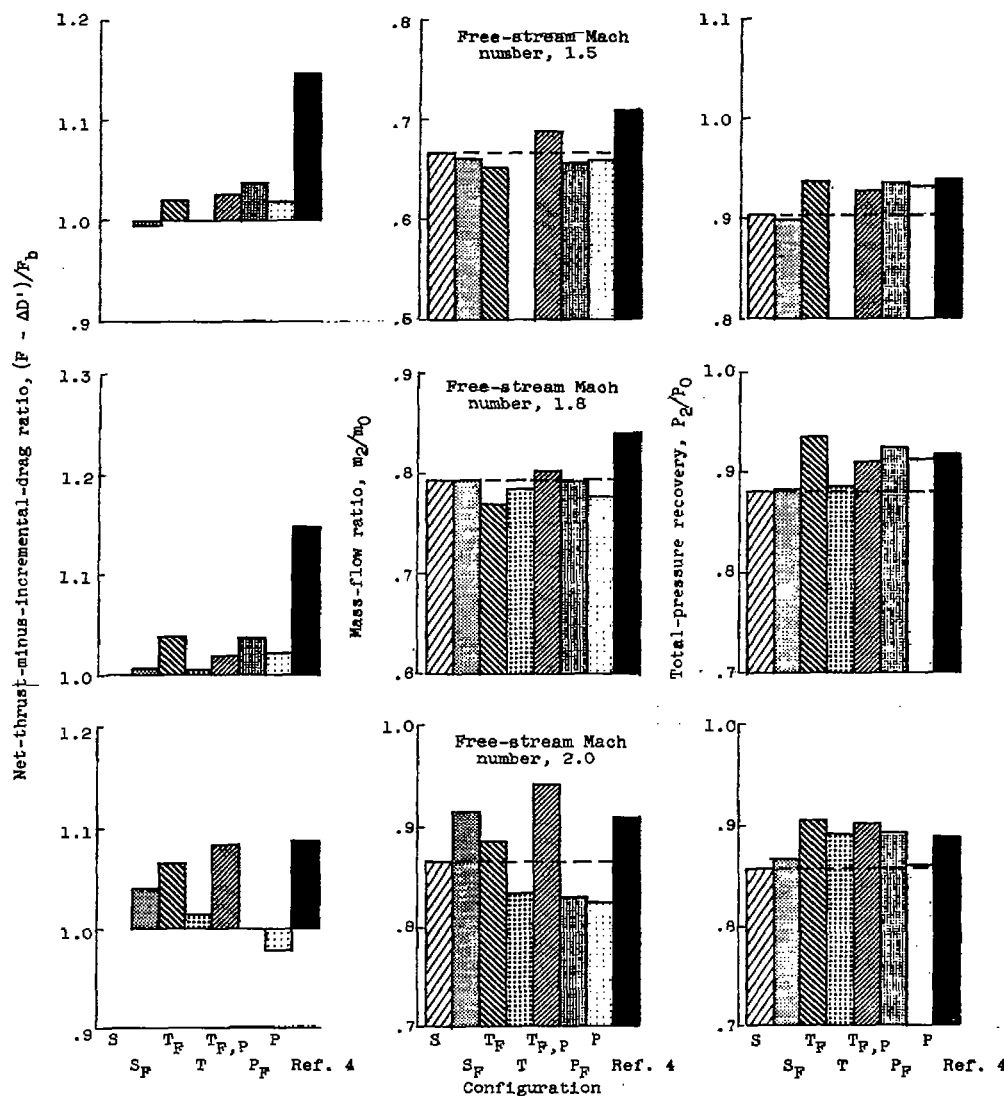 Net-thrust-minus-incremental-drag ratio, (F - ΔD')/F_b
1.2
1.1
1.0
.9
Mass-flow ratio, m_2/m_0
.8
.7
.6
.5
Free-stream Mach
number, 1.5
Total-pressure recovery, P_2/P_0
1.1
1.0
.9
.8
1.3
1.2
1.1
1.0
.9
.8
.7
.6
Free-stream Mach
number, 1.8
1.0
.9
.8
.7
1.2
1.1
1.0
.9
1.0
.9
.8
.7
Free-stream Mach
number, 2.0
1.0
.9
.8
.7
S T_F T_F,P P
S_F T P_F Ref. 4
S T_F T_F,P P
S_F T P_F Ref. 4
S T_F T_F,P P
S_F T P_F Ref. 4
Configuration